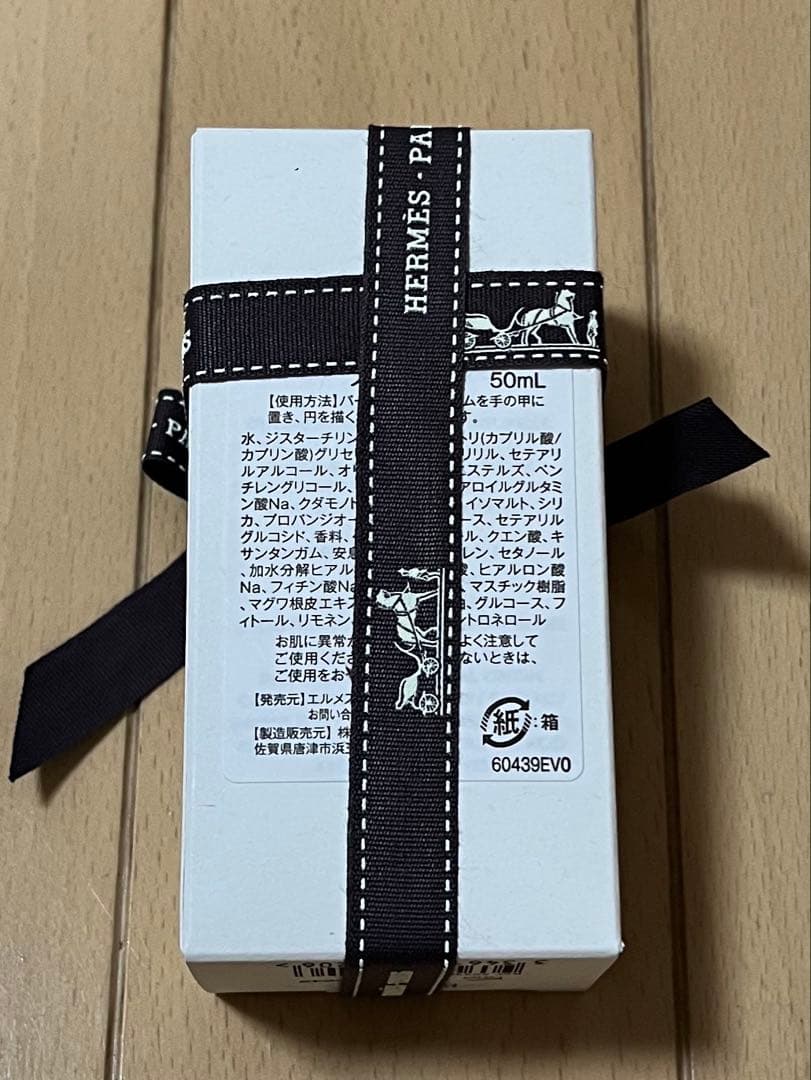 HERMÈS · PA
50mL
【使用方法】バー ムを手の甲に
置き、円を描く す。
水、ジスターチリン トリ(カプリル酸/
カプリン酸)グリセ リリル、セテアリ
ルアルコール、オ エステルズ、ペン
チレングリコール、 アロイルグルタミ
ン酸Na、クダモノト イソマルト、シリ
カ、プロパンジオー ース、セテアリル
グルコシド、香料、 ル、クエン酸、キ
サンタンガム、安息 レン、セタノール
、加水分解ヒアル 酸、ヒアルロン酸
Na、フィチン酸Na 、マスチック樹脂
、マグワ根皮エキス a、グルコース、フ
ィトール、リモネン ントロネロール
お肌に異常が よく注意して
ご使用くださ ないときは、
ご使用をお
【発売元】エルメス
お問い合
【製造販売元】 株
佐賀県唐津市浜玉
紙:箱
60439EV0